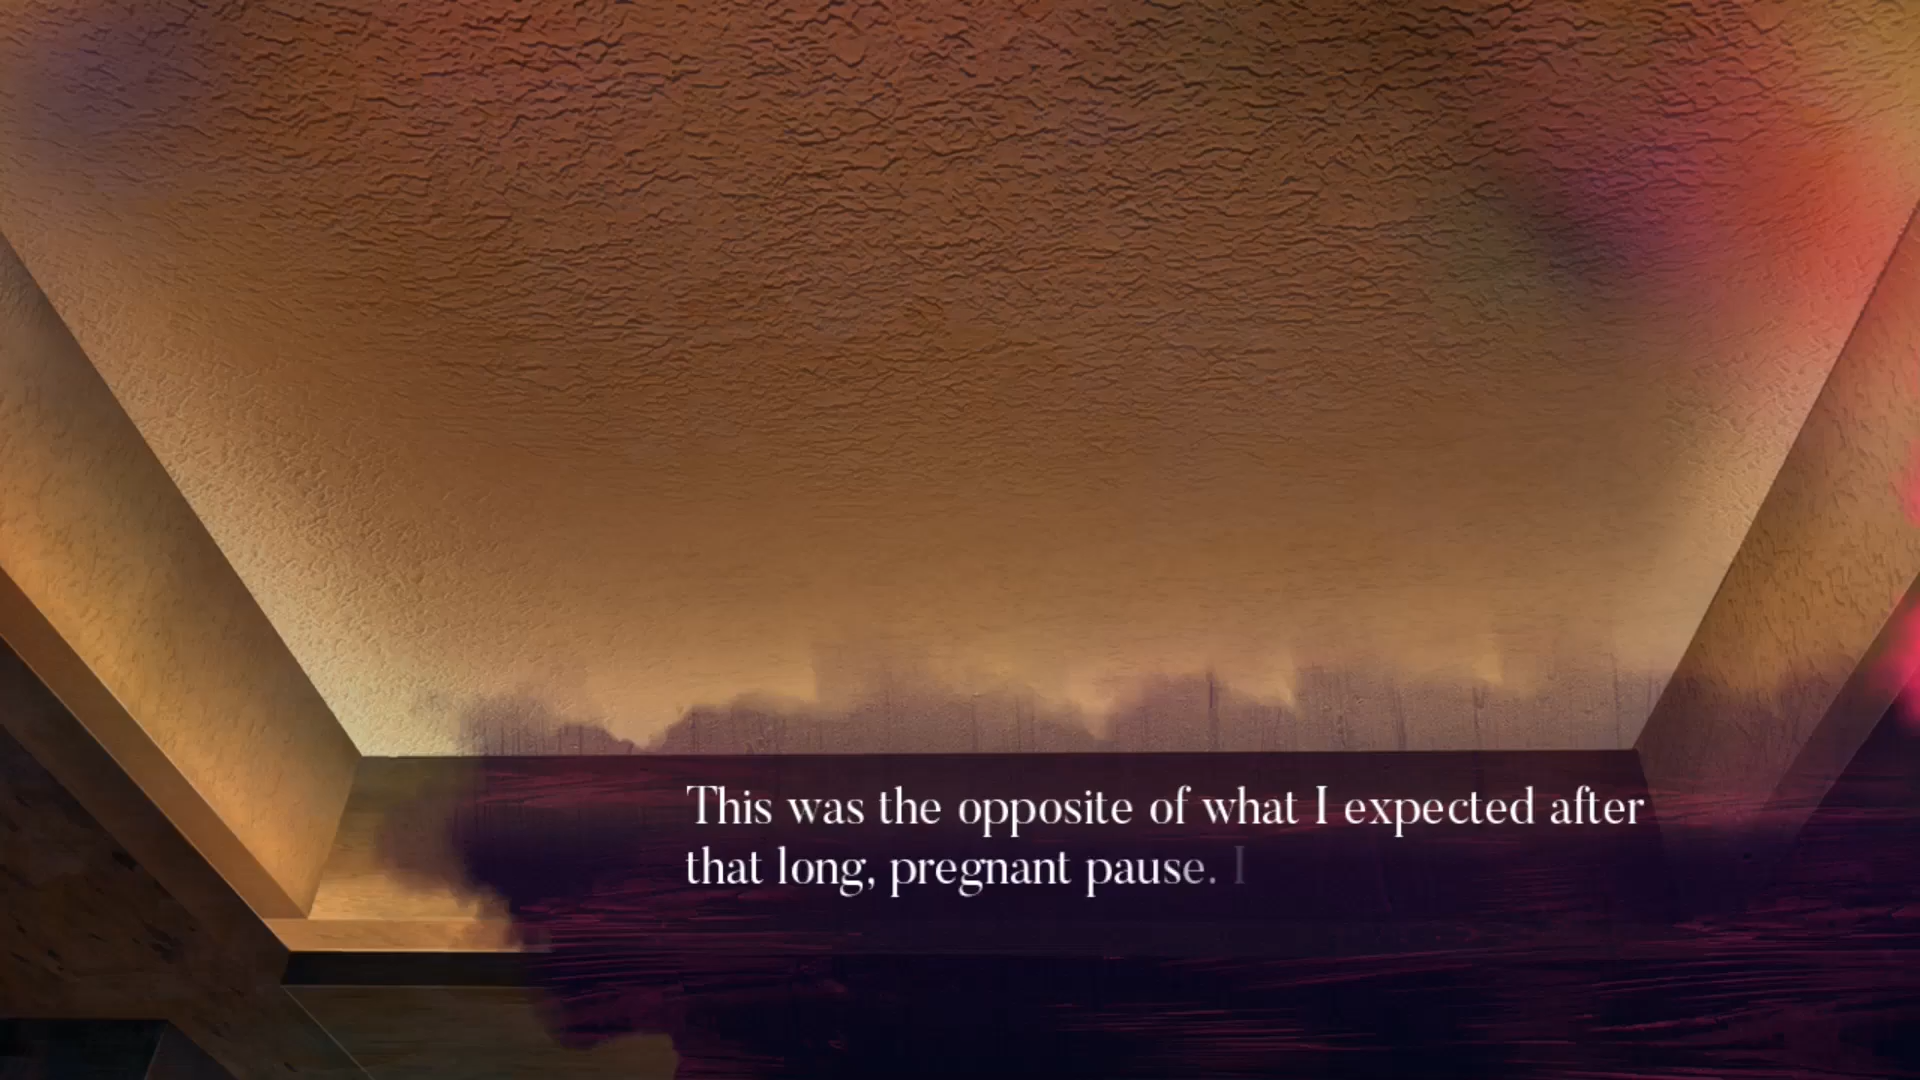 This was the opposite of what I expected after
that long, pregnant pause. I